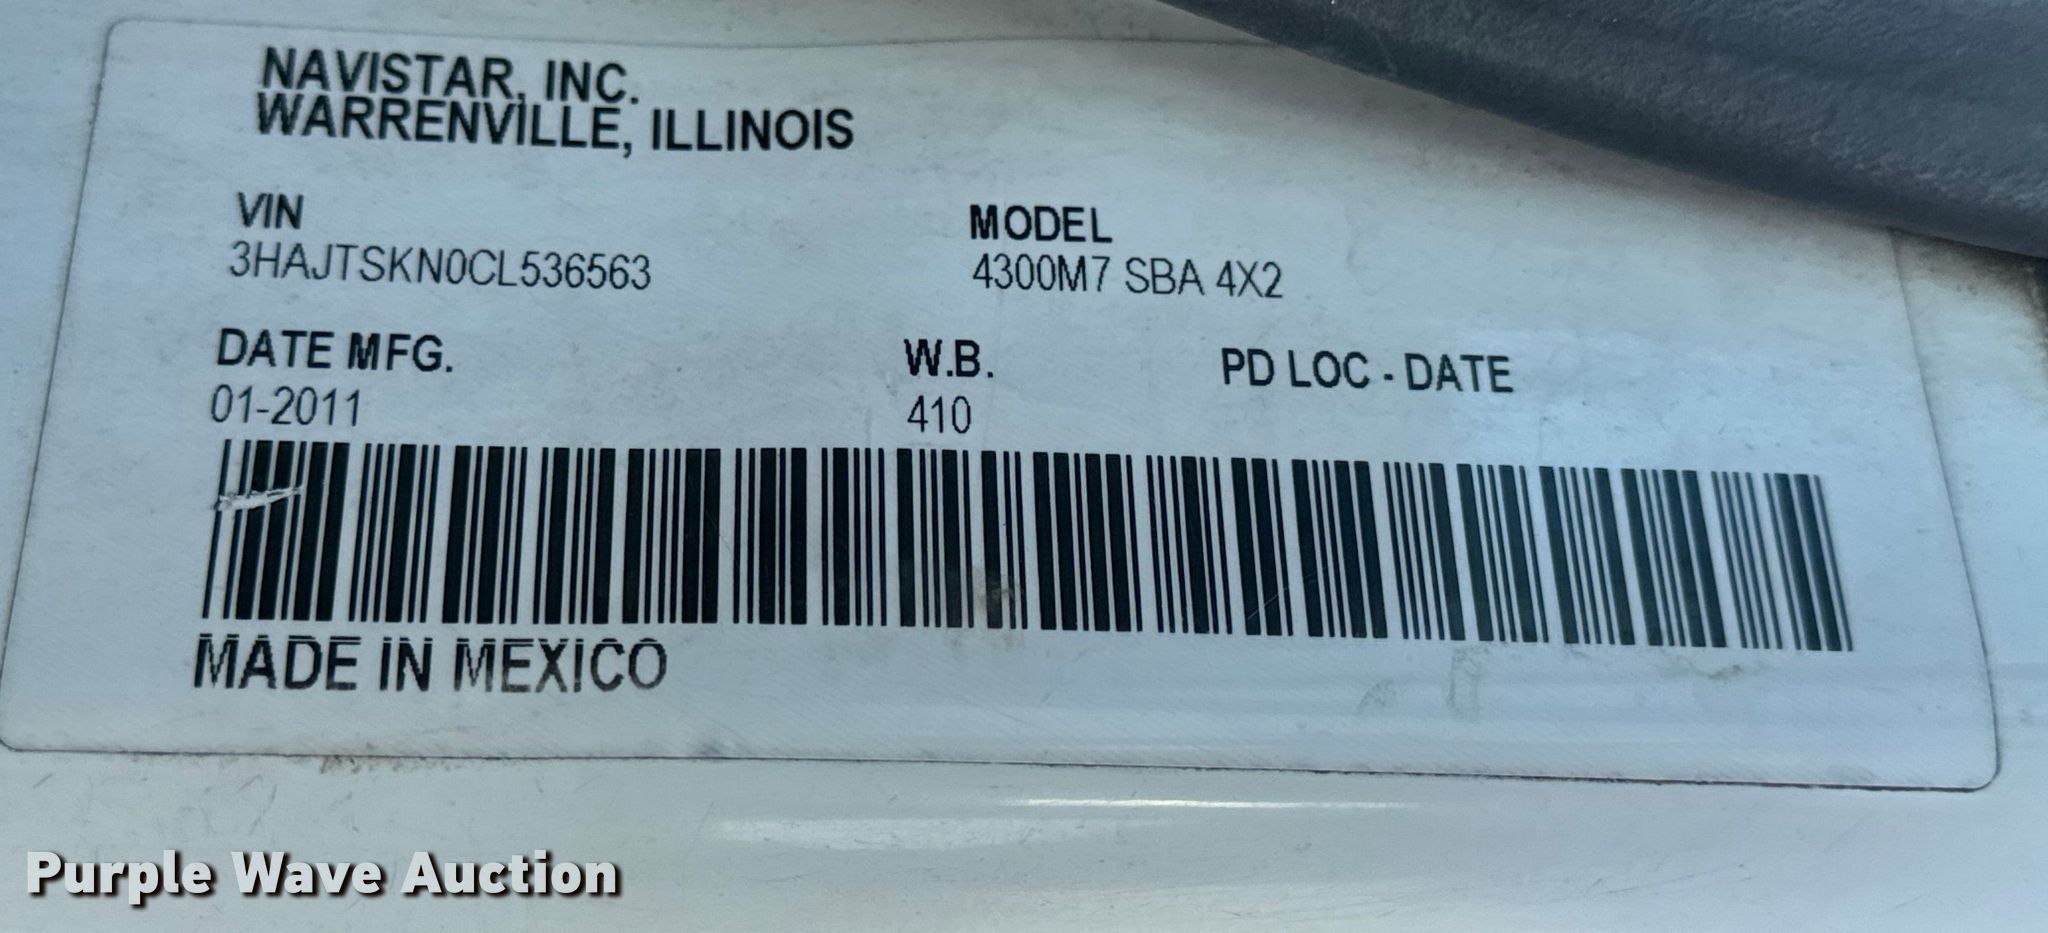 NAVISTAR, INC.
WARRENVILLE, ILLINOIS
VIN
3HAJTSKN0CL536563
MODEL
4300M7 SBA 4X2
DATE MFG.
01-2011
W.B.
410
PD LOC - DATE
MADE IN MEXICO
Purple Wave Auction